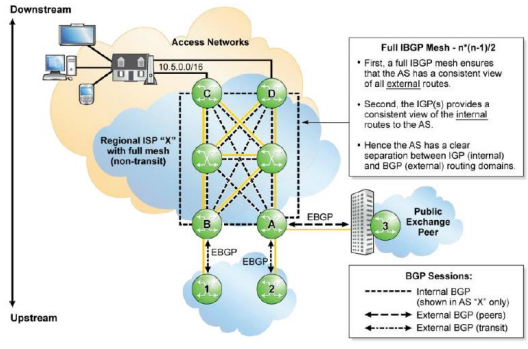 Downstream
Access Networks
10.5.0.0/16
C
D
Regional ISP "X"
with full mesh
(non-transit)
B
A
EBGP
EBGP
EBGP
1
2
3
Public
Exchange
Peer
Upstream
Full IBGP Mesh - n*(n-1)/2
• First, a full IBGP mesh ensures
that the AS has a consistent view
of all external routes.
• Second, the IGP(s) provides a
consistent view of the internal
routes to the AS.
• Hence the AS has a clear
separation between IGP (internal)
and BGP (external) routing domains.
BGP Sessions:
Internal BGP
(shown in AS "X" only)
External BGP (peers)
External BGP (transit)